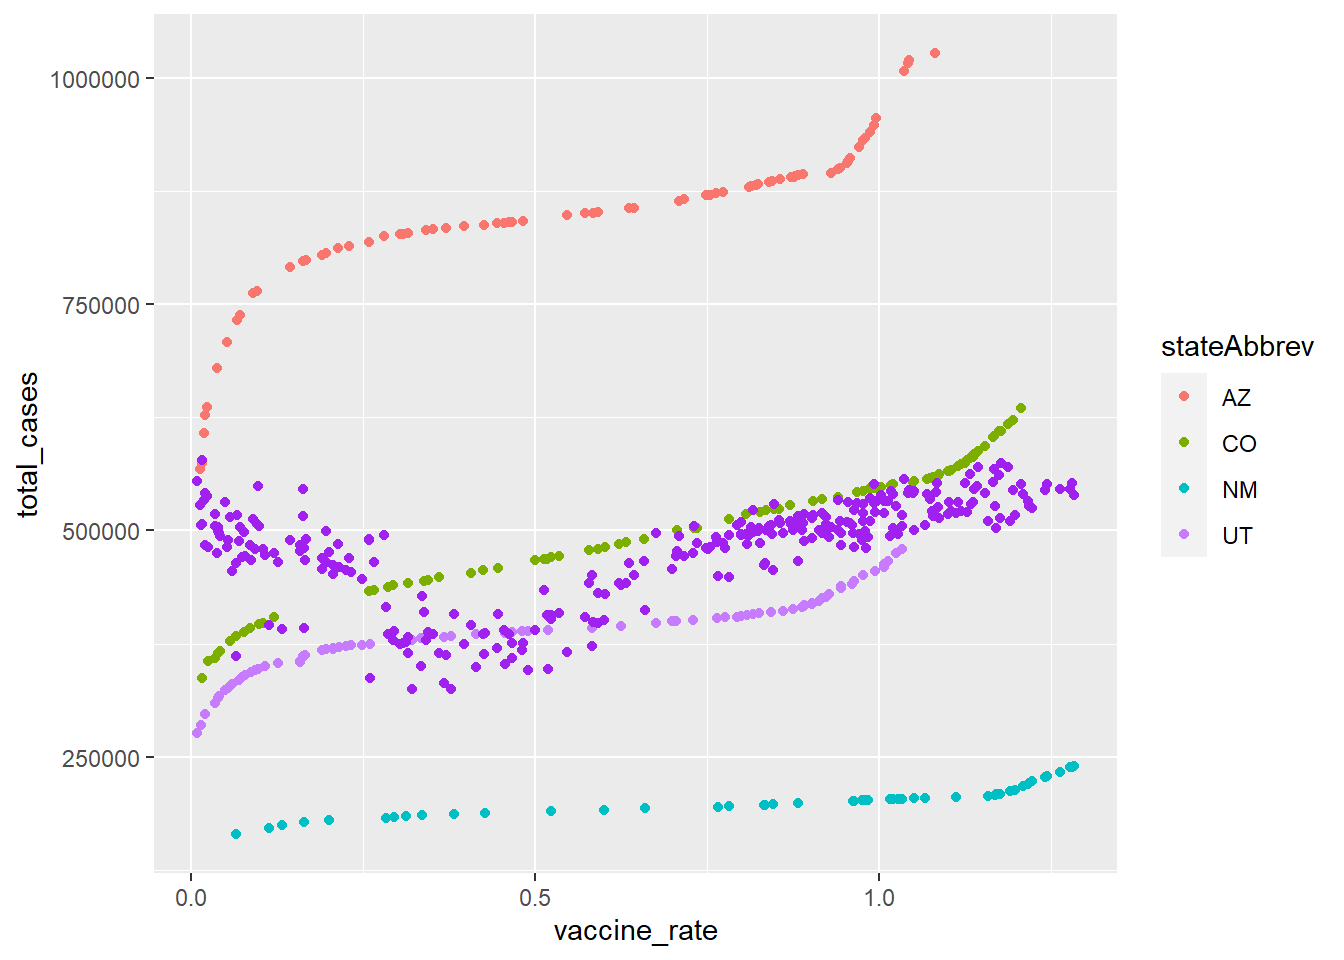 1000000
750000
500000
250000
total_cases
0.0 0.5 1.0
vaccine_rate
stateAbbrev
AZ
CO
NM
UT